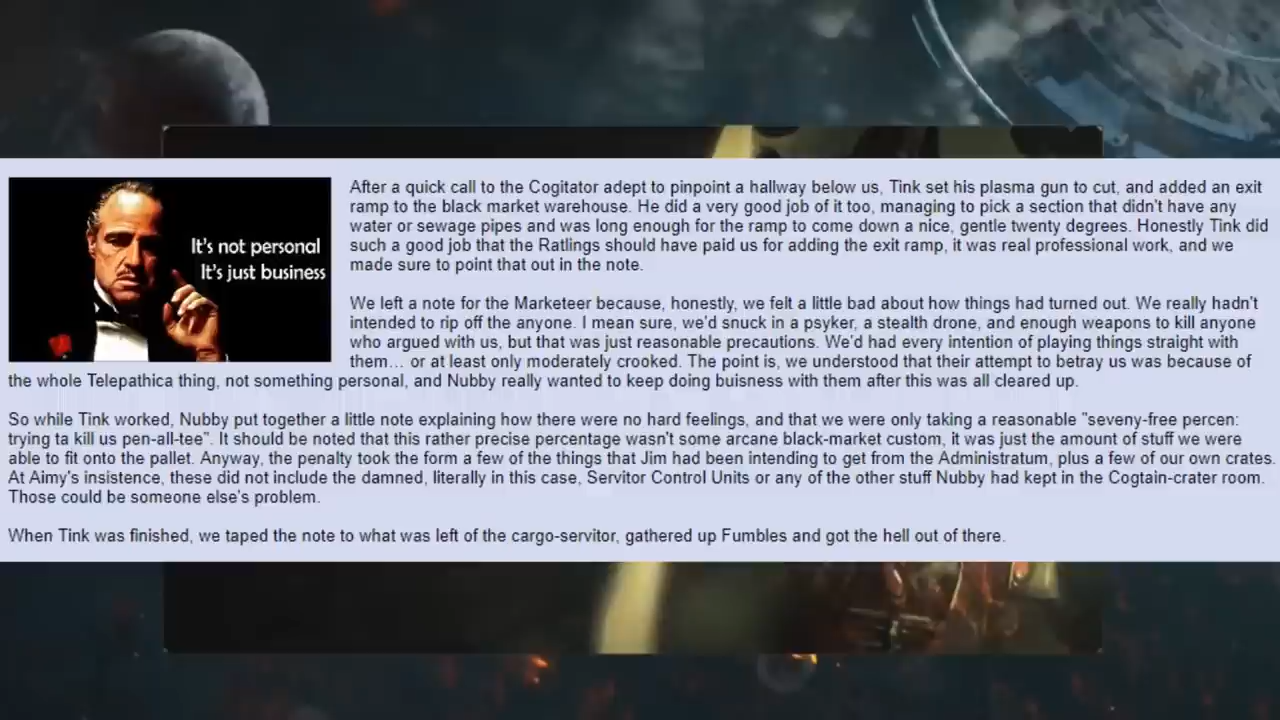 It's not personal
It's just business
After a quick call to the Cogitator adept to pinpoint a hallway below us, Tink set his plasma gun to cut, and added an exit
ramp to the black market warehouse. He did a very good job of it too, managing to pick a section that didn't have any
water or sewage pipes and was long enough for the ramp to come down a nice, gentle twenty degrees. Honestly Tink did
such a good job that the Ratlings should have paid us for adding the exit ramp, it was real professional work, and we
made sure to point that out in the note.
We left a note for the Marketeer because, honestly, we felt a little bad about how things had turned out. We really hadn't
intended to rip off the anyone. I mean sure, we'd snuck in a psyker, a stealth drone, and enough weapons to kill anyone
who argued with us, but that was just reasonable precautions. We'd had every intention of playing things straight with
them... or at least only moderately crooked. The point is, we understood that their attempt to betray us was because of
the whole Telepathica thing, not something personal, and Nubby really wanted to keep doing buisness with them after this was all cleared up.
So while Tink worked, Nubby put together a little note explaining how there were no hard feelings, and that we were only taking a reasonable "seveny-free percen:
trying ta kill us pen-all-tee". It should be noted that this rather precise percentage wasn't some arcane black-market custom, it was just the amount of stuff we were
able to fit onto the pallet. Anyway, the penalty took the form a few of the things that Jim had been intending to get from the Administratum, plus a few of our own crates.
At Aimy's insistence, these did not include the damned, literally in this case, Servitor Control Units or any of the other stuff Nubby had kept in the Cogtain-crater room.
Those could be someone else's problem.
When Tink was finished, we taped the note to what was left of the cargo-servitor, gathered up Fumbles and got the hell out of there.